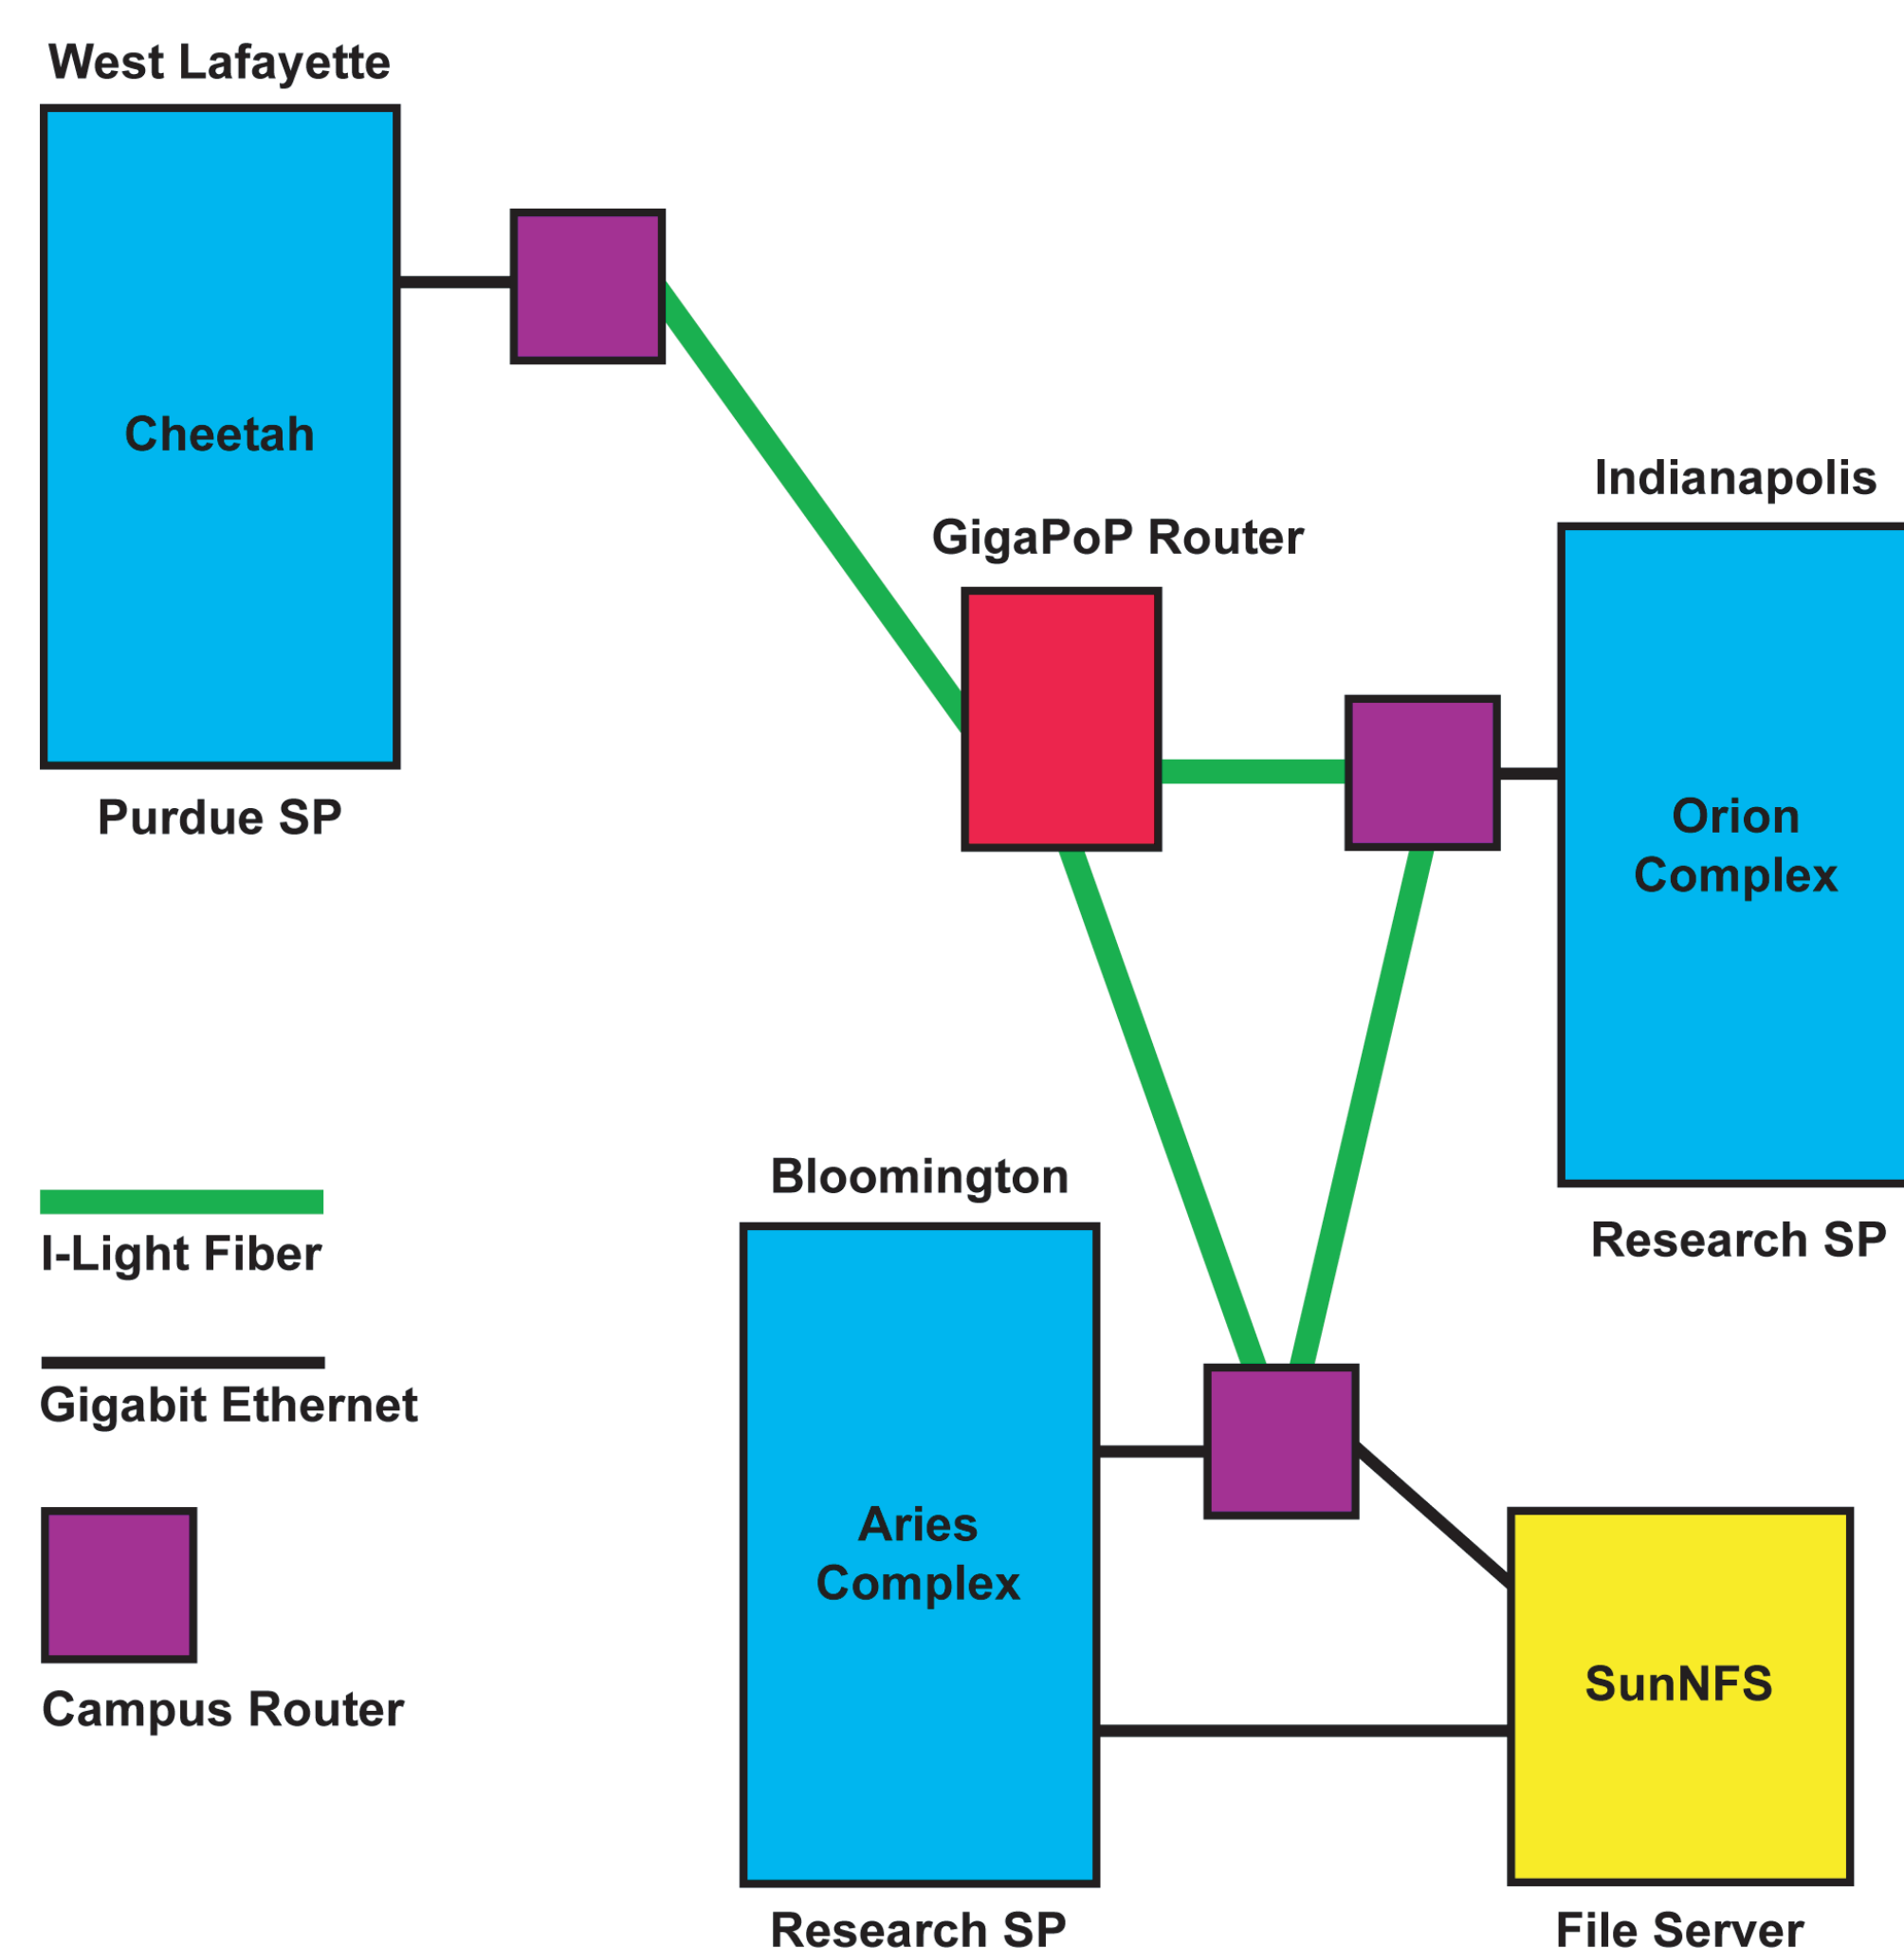 West Lafayette
Cheetah
Purdue SP
GigaPoP Router
Indianapolis
Orion
Complex
Research SP
I-Light Fiber
Gigabit Ethernet
Campus Router
Bloomington
Aries
Complex
Research SP
SunNFS
File Server